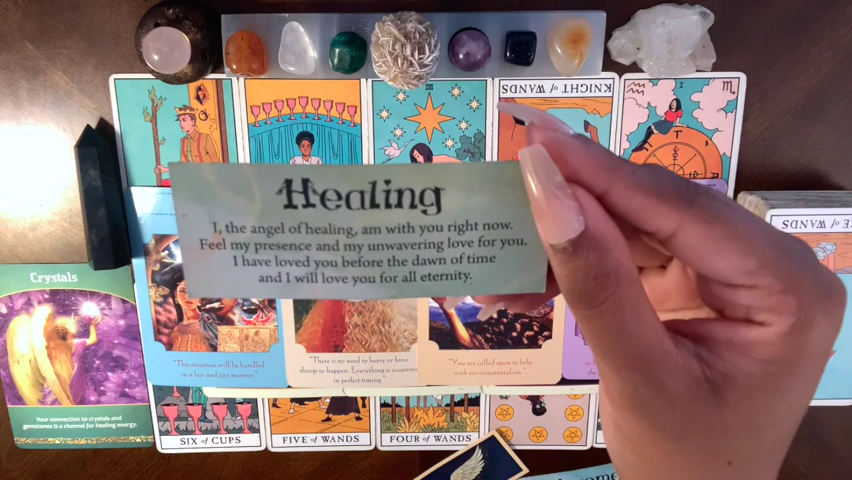 KNIGHT of WANDS
Healing
I, the angel of healing, am with you right now.
Feel my presence and my unwavering love for you.
I have loved you before the dawn of time
and I will love you for all eternity.
Crystals
Your connection to crystals and
gemstones is a channel for healing energy.
"This situation will be handled
in a fair and just manner."
"There is no need to hurry or force
things to happen. Everything is occurring
in perfect timing."
"You are called upon to help
with environmentalism."
SIX of CUPS
FIVE of WANDS
FOUR of WANDS
CE of WANDS